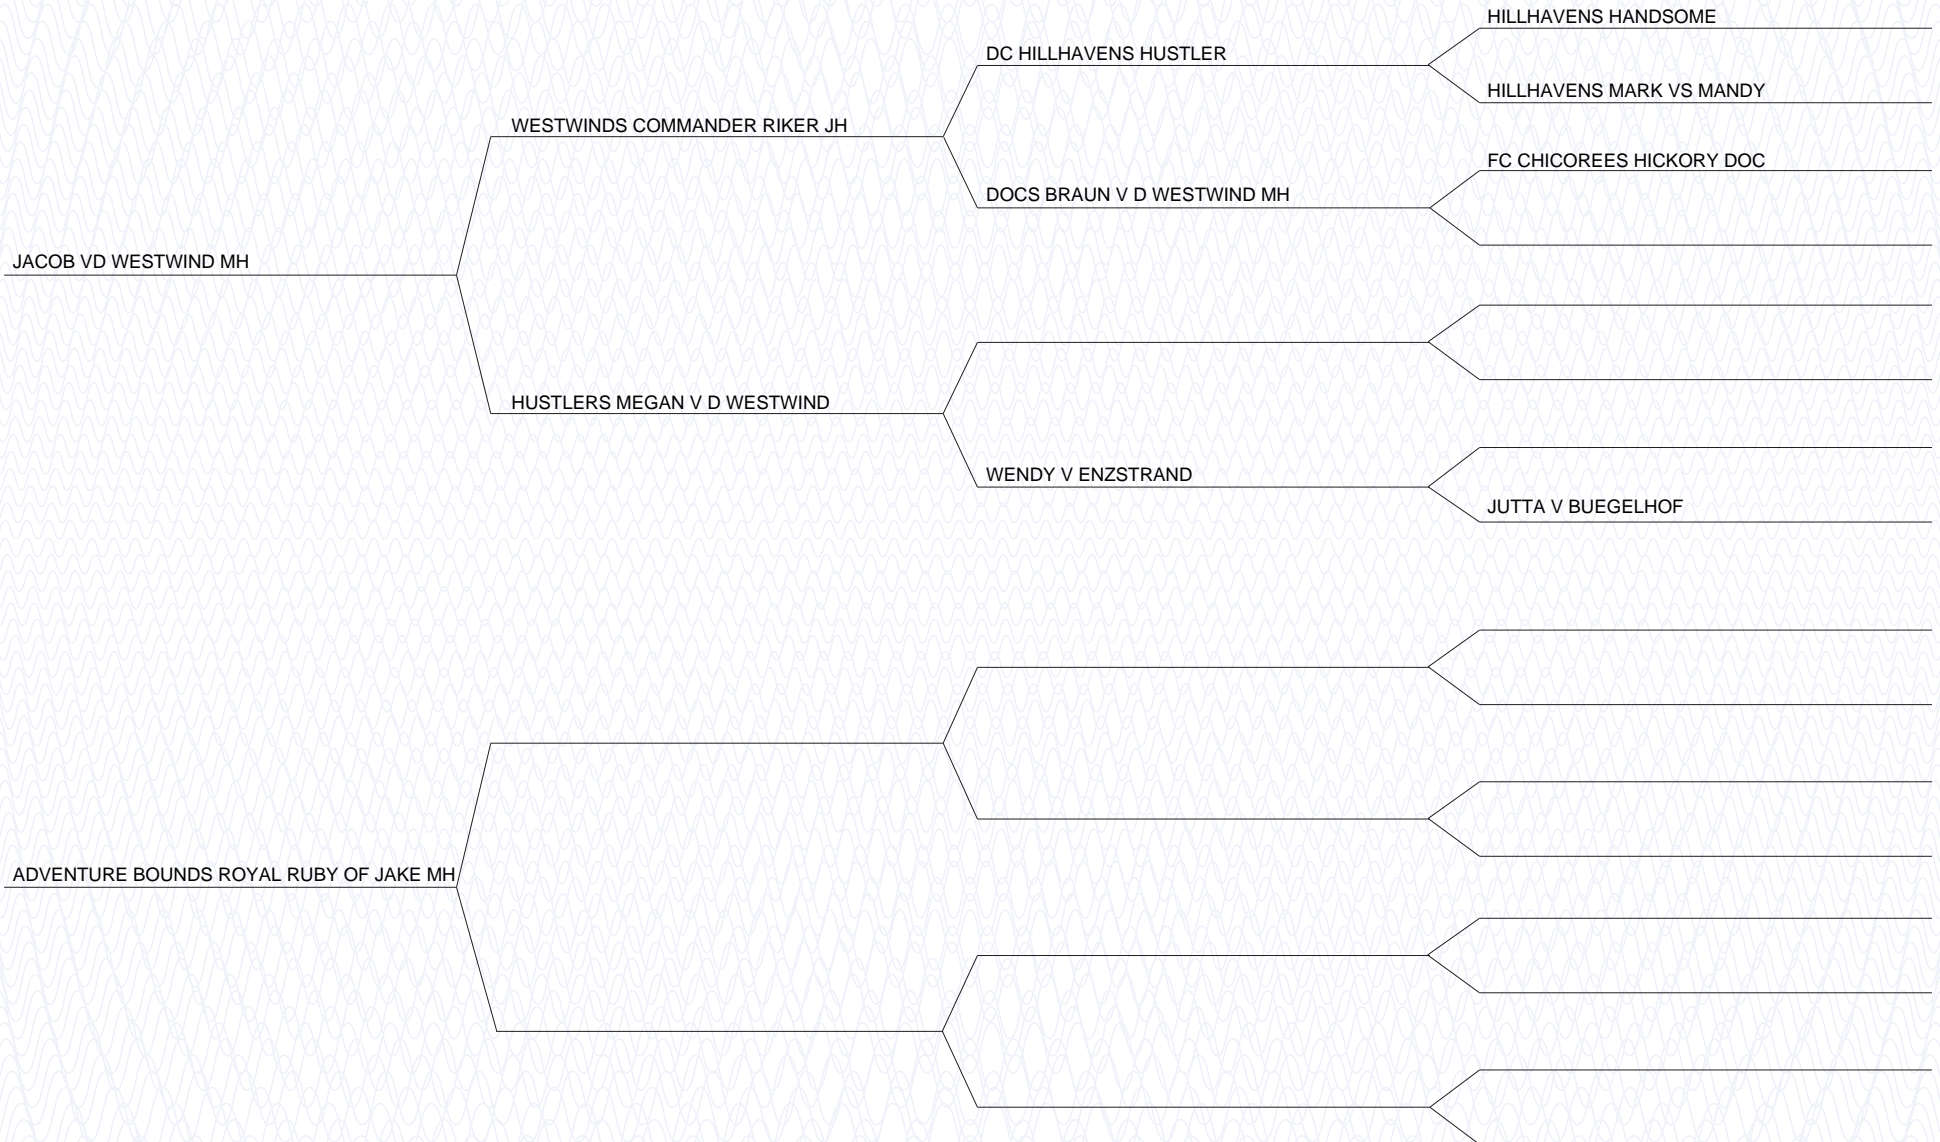 HILLHAVENS HANDSOME
DC HILLHAVENS HUSTLER
HILLHAVENS MARK VS MANDY
WESTWINDS COMMANDER RIKER JH
FC CHICOREES HICKORY DOC
DOCS BRAUN V D WESTWIND MH
JACOB VD WESTWIND MH
HUSTLERS MEGAN V D WESTWIND
WENDY V ENZSTRAND
JUTTA V BUEGELHOF
ADVENTURE BOUNDS ROYAL RUBY OF JAKE MH